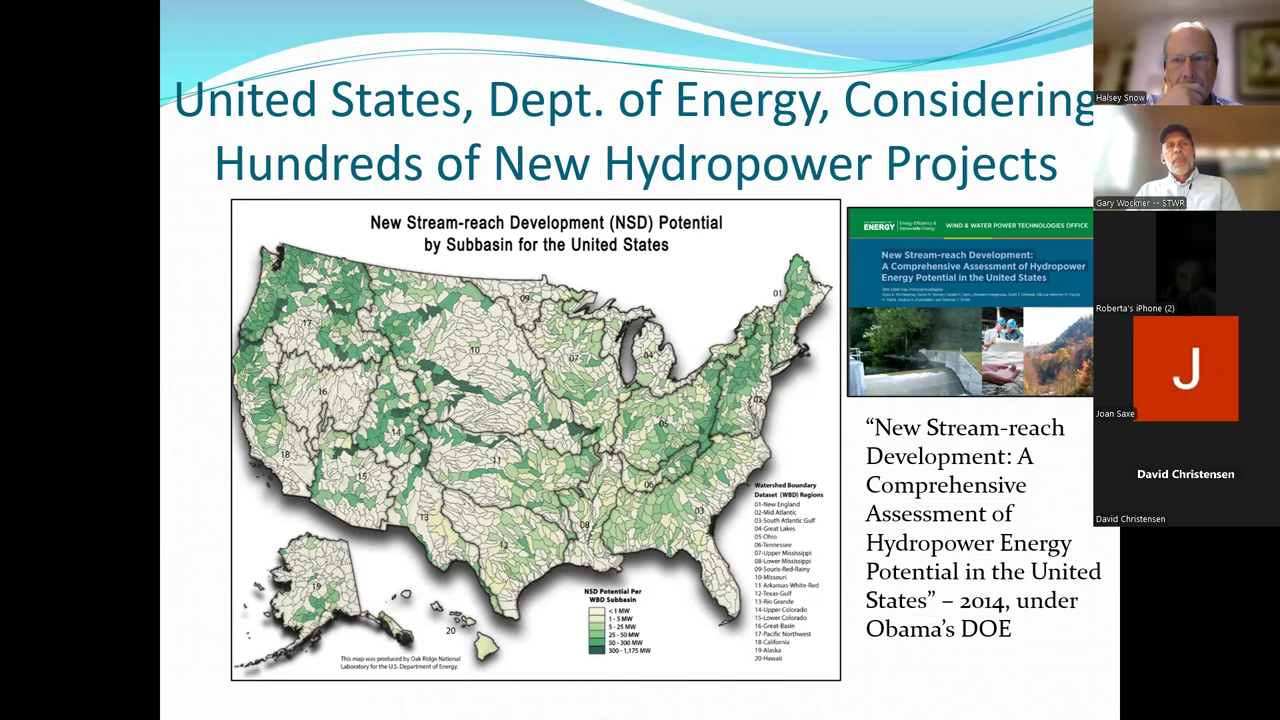 United States, Dept. of Energy, Considering
Hundreds of New Hydropower Projects
New Stream-reach Development (NSD) Potential
by Subbasin for the United States
01
02
03
04
05
06
07
08
09
10
11
13
14
15
16
18
19
20
Watershed Boundary
Dataset (WBD) Regions
01-New England
02-Mid Atlantic
03-South Atlantic Gulf
04-Great Lakes
05-Ohio
06-Tennessee
07-Upper Mississippi
08-Lower Mississippi
09-Souris-Red-Rainy
10-Missouri
11-Arkansas-White-Red
12-Texas-Gulf
13-Rio Grande
14-Upper Colorado
15-Lower Colorado
16-Great-Basin
17-Pacific Northwest
18-California
19-Alaska
20-Hawaii
NSD Potential Per
WBD Subbasin
< 1 MW
1 - 5 MW
5 - 25 MW
25 - 50 MW
50 - 300 MW
300 - 1,175 MW
This map was produced by Oak Ridge National
Laboratory for the U.S. Department of Energy.
ENERGY
Energy Efficiency &
Renewable Energy
WIND & WATER POWER TECHNOLOGIES OFFICE
New Stream-reach Development:
A Comprehensive Assessment of Hydropower
Energy Potential in the United States
“New Stream-reach
Development: A
Comprehensive
Assessment of
Hydropower Energy
Potential in the United
States” – 2014, under
Obama’s DOE
Halsey Snow
Gary Wockner -- STWR
Roberta's iPhone (2)
J
Joan Saxe
David Christensen
David Christensen